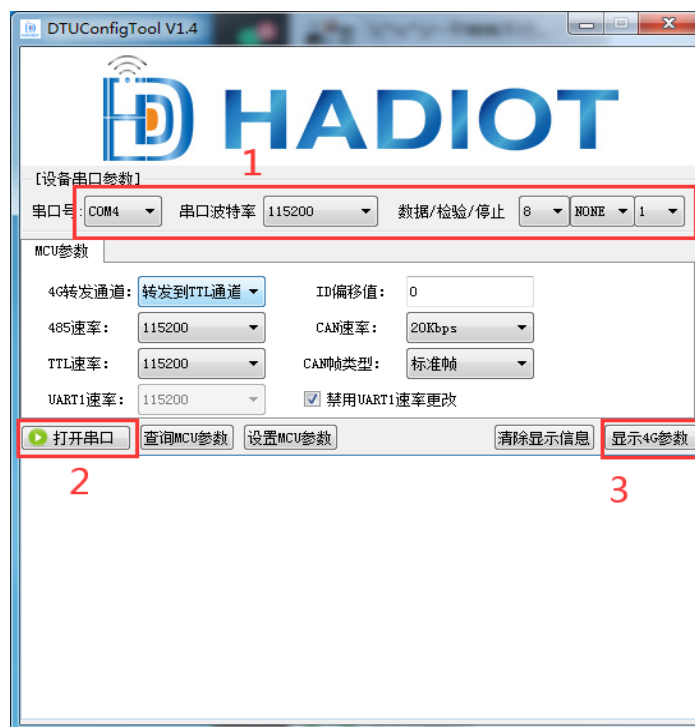 DTUConfigTool V1.4
HADIOT
1
[设备串口参数]
串口号: COM4 串口波特率 115200 数据/检验/停止 8 NONE 1
MCU参数
4G转发通道: 转发到TTL通道 ID偏移值: 0
485速率: 115200 CAN速率: 20Kbps
TTL速率: 115200 CAN帧类型: 标准帧
UART1速率: 115200 禁用UART1速率更改
打开串口 查询MCU参数 设置MCU参数 清除显示信息 显示4G参数
2 3